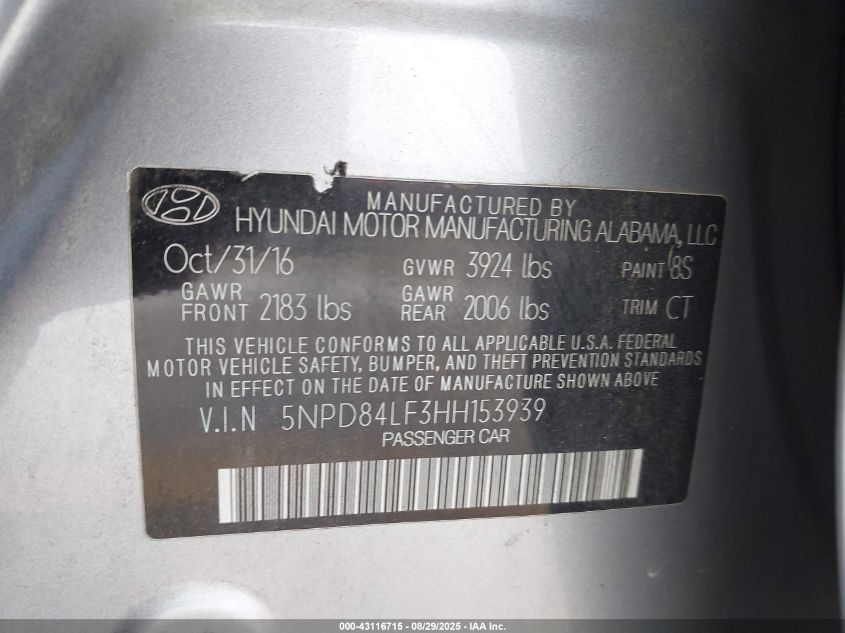 MANUFACTURED BY
HYUNDAI MOTOR MANUFACTURING ALABAMA, LLC
Oct/31/16 GVWR 3924 lbs PAINT 8S
GAWR FRONT 2183 lbs GAWR REAR 2006 lbs TRIM CT
THIS VEHICLE CONFORMS TO ALL APPLICABLE U.S.A. FEDERAL
MOTOR VEHICLE SAFETY, BUMPER, AND THEFT PREVENTION STANDARDS
IN EFFECT ON THE DATE OF MANUFACTURE SHOWN ABOVE
V.I.N 5NPD84LF3HH153939
PASSENGER CAR
000-43116715 - 08/29/2025 - IAA Inc.